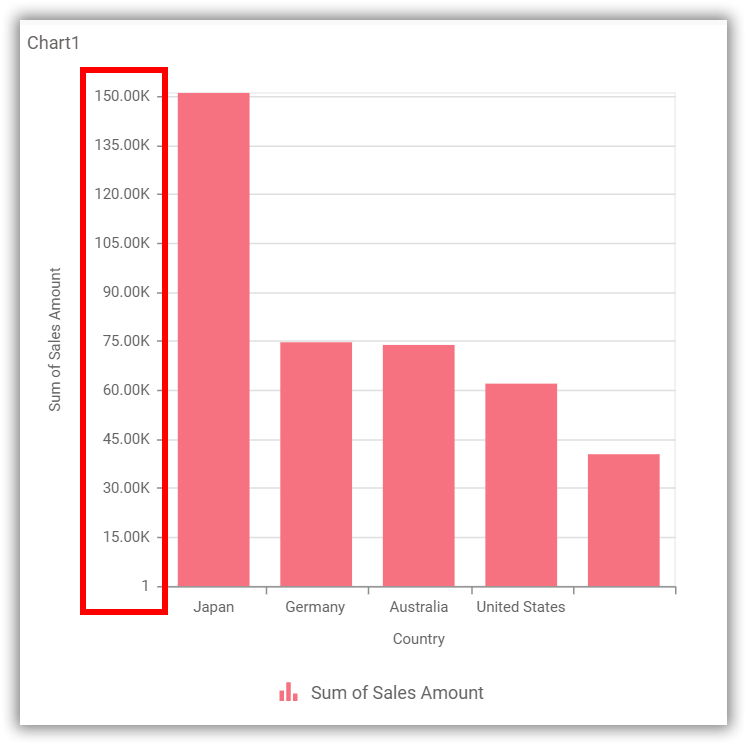 Chart1
150.00K
135.00K
120.00K
105.00K
90.00K
75.00K
60.00K
45.00K
30.00K
15.00K
1
Sum of Sales Amount
Japan Germany Australia United States
Country
Sum of Sales Amount